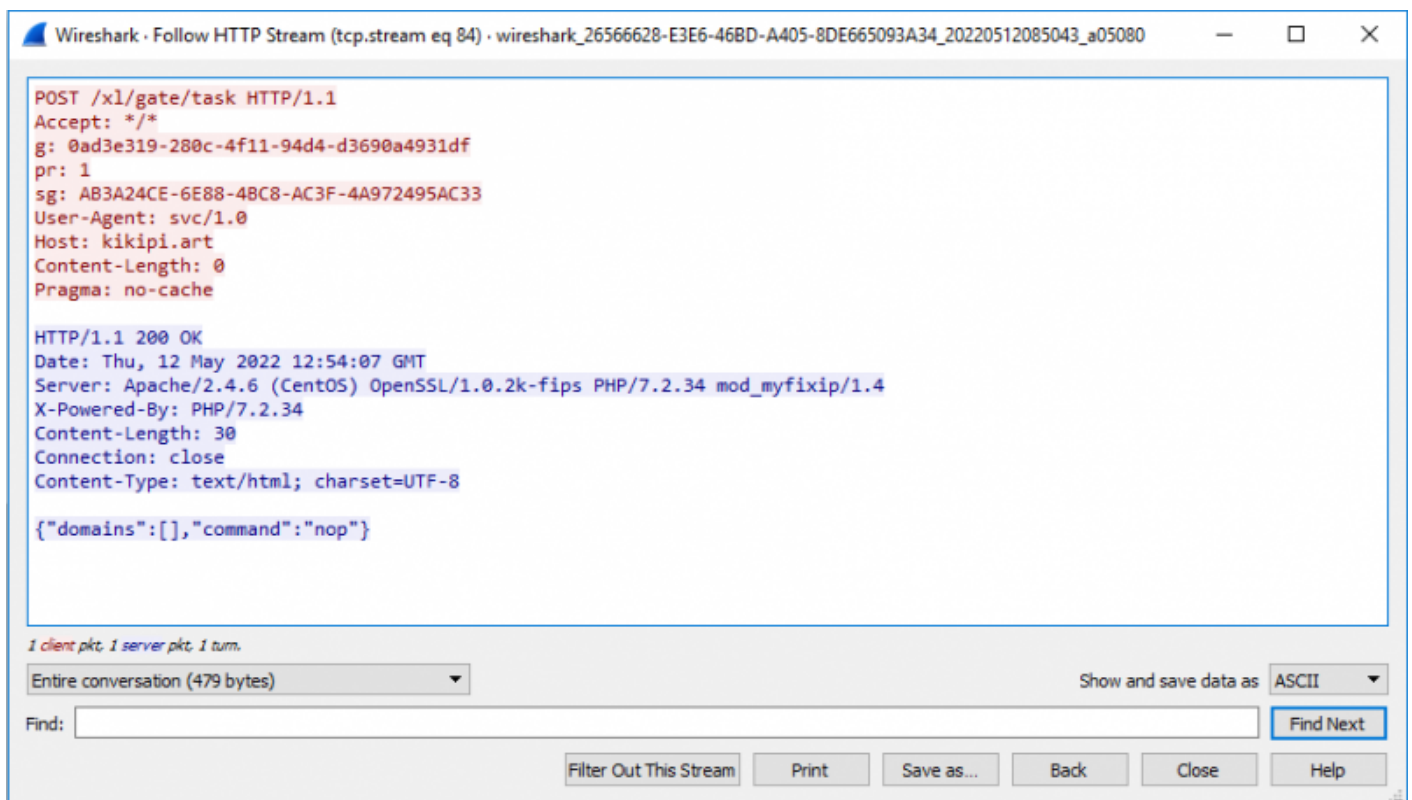 Wireshark · Follow HTTP Stream (tcp.stream eq 84) · wireshark_26566628-E3E6-46BD-A405-8DE665093A34_20220512085043_a05080
POST /xl/gate/task HTTP/1.1
Accept: */*
g: 0ad3e319-280c-4f11-94d4-d3690a4931df
pr: 1
sg: AB3A24CE-6E88-4BC8-AC3F-4A972495AC33
User-Agent: svc/1.0
Host: kikipi.art
Content-Length: 0
Pragma: no-cache
HTTP/1.1 200 OK
Date: Thu, 12 May 2022 12:54:07 GMT
Server: Apache/2.4.6 (CentOS) OpenSSL/1.0.2k-fips PHP/7.2.34 mod_myfixip/1.4
X-Powered-By: PHP/7.2.34
Content-Length: 30
Connection: close
Content-Type: text/html; charset=UTF-8
{"domains":[],"command":"nop"}
1 client pkt, 1 server pkt, 1 turn.
Entire conversation (479 bytes) Show and save data as ASCII
Find: Find Next
Filter Out This Stream Print Save as... Back Close Help